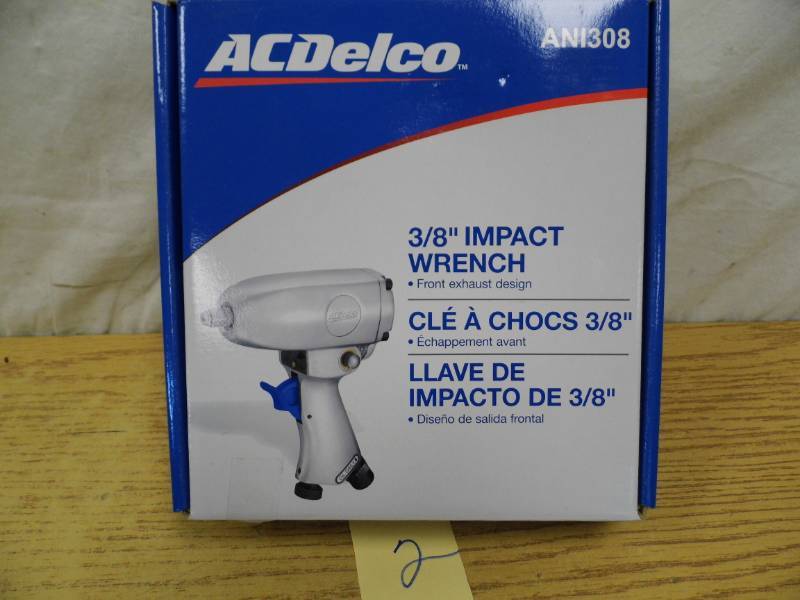 ACDelco™
ANI308
3/8" IMPACT
WRENCH
• Front exhaust design
CLÉ À CHOCS 3/8"
• Échappement avant
LLAVE DE
IMPACTO DE 3/8"
• Diseño de salida frontal
ACDelco
2